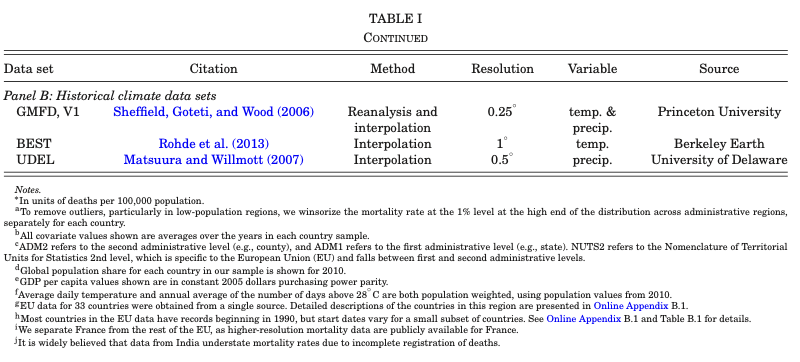 TABLE I
CONTINUED
Data set Citation Method Resolution Variable Source
Panel B: Historical climate data sets
GMFD, V1 Sheffield, Goteti, and Wood (2006) Reanalysis and 0.25° temp. & Princeton University
interpolation precip.
BEST Rohde et al. (2013) Interpolation 1° temp. Berkeley Earth
UDEL Matsuura and Willmott (2007) Interpolation 0.5° precip. University of Delaware
Notes.
*In units of deaths per 100,000 population.
aTo remove outliers, particularly in low-population regions, we winsorize the mortality rate at the 1% level at the high end of the distribution across administrative regions,
separately for each country.
bAll covariate values shown are averages over the years in each country sample.
cADM2 refers to the second administrative level (e.g., county), and ADM1 refers to the first administrative level (e.g., state). NUTS2 refers to the Nomenclature of Territorial
Units for Statistics 2nd level, which is specific to the European Union (EU) and falls between first and second administrative levels.
dGlobal population share for each country in our sample is shown for 2010.
eGDP per capita values shown are in constant 2005 dollars purchasing power parity.
fAverage daily temperature and annual average of the number of days above 28°C are both population weighted, using population values from 2010.
gEU data for 33 countries were obtained from a single source. Detailed descriptions of the countries in this region are presented in Online Appendix B.1.
hMost countries in the EU data have records beginning in 1990, but start dates vary for a small subset of countries. See Online Appendix B.1 and Table B.1 for details.
iWe separate France from the rest of the EU, as higher-resolution mortality data are publicly available for France.
jIt is widely believed that data from India understate mortality rates due to incomplete registration of deaths.